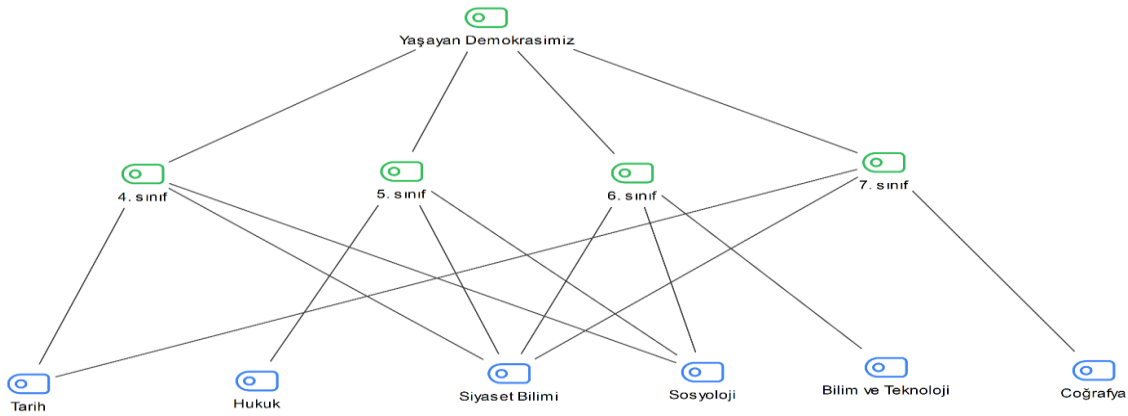 Yaşayan Demokrasimiz
4. sınıf
5. sınıf
6. sınıf
7. sınıf
Tarih
Hukuk
Siyaset Bilimi
Sosyoloji
Bilim ve Teknoloji
Coğrafya